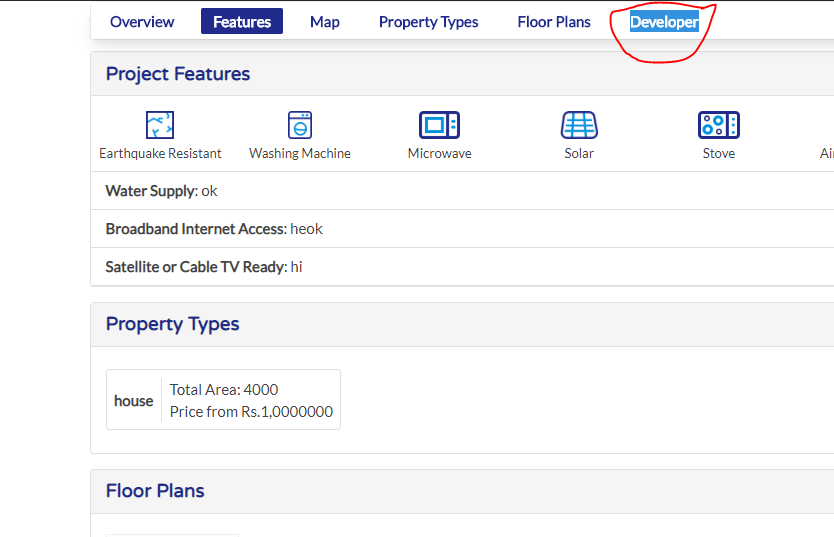 Overview Features Map Property Types Floor Plans Developer
Project Features
Earthquake Resistant Washing Machine Microwave Solar Stove
Water Supply: ok
Broadband Internet Access: heok
Satellite or Cable TV Ready: hi
Property Types
house
Total Area: 4000
Price from Rs.1,0000000
Floor Plans